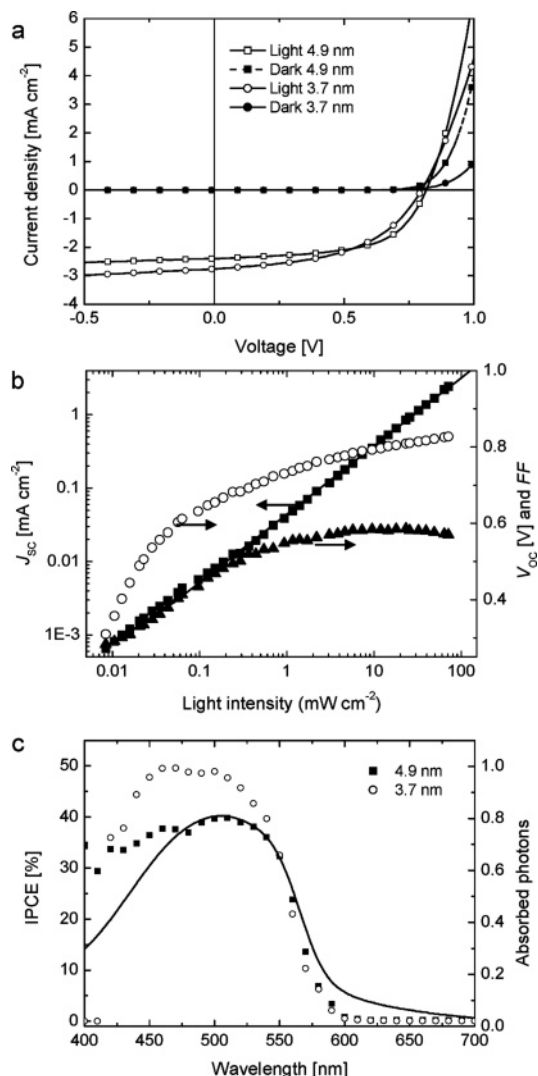 a
6
5
4
3
2
1
0
-1
-2
-3
-4
Current density [mA cm⁻²]
Light 4.9 nm
Dark 4.9 nm
Light 3.7 nm
Dark 3.7 nm
-0.5
0.0
0.5
1.0
Voltage [V]
b
1
0.1
0.01
1E-3
J_SC [mA cm⁻²]
1.0
0.8
0.6
0.4
V_OC [V] and FF
0.01
0.1
1
10
100
Light intensity (mW cm⁻²)
c
50
40
30
20
10
0
IPCE [%]
4.9 nm
3.7 nm
1.0
0.8
0.6
0.4
0.2
0.0
Absorbed photons
400
450
500
550
600
650
700
Wavelength [nm]